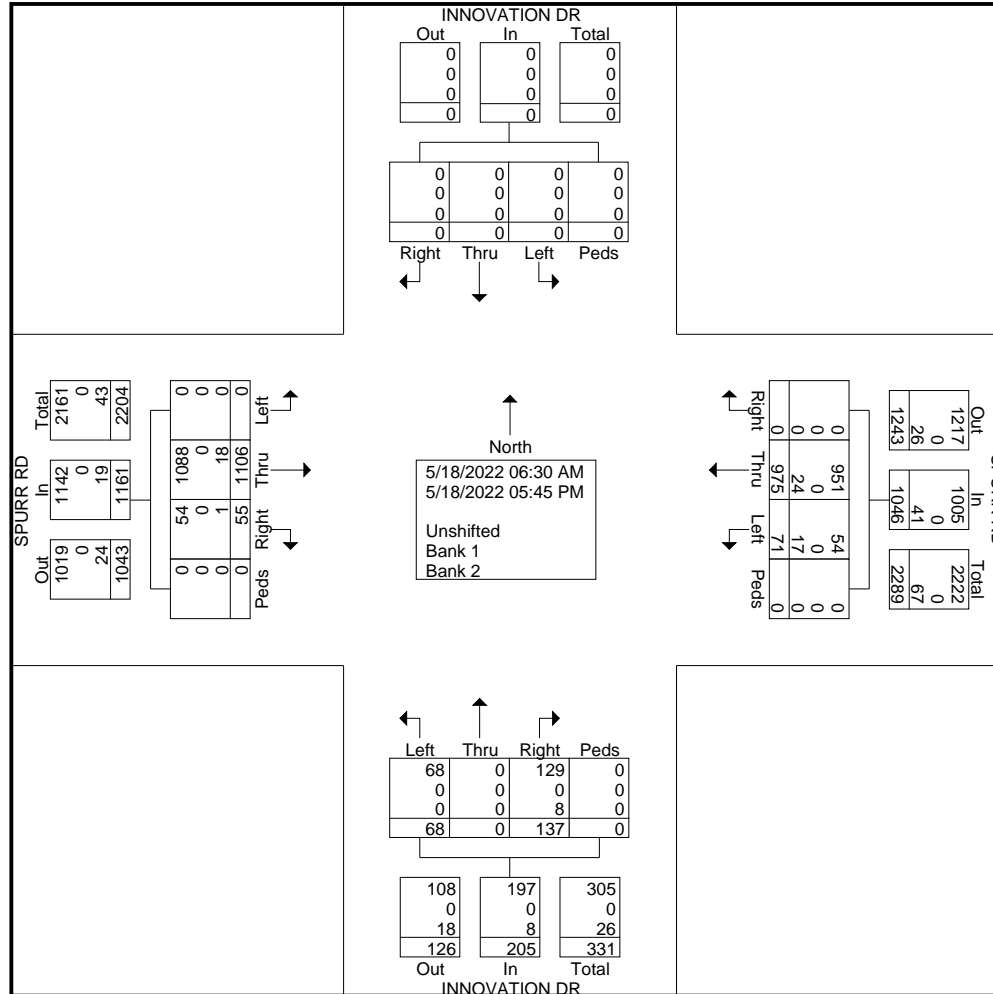 INNOVATION DR
Out In Total
0 0 0
0 0 0
0 0 0
0 0 0
0 0 0 0
0 0 0 0
0 0 0 0
0 0 0 0
Right Thru Left Peds
SPURR RD
Total In Out
2161 1142 1019
0 0 0
43 19 24
2204 1161 1043
0 1088 54 0
0 0 0 0
0 18 1 0
0 1106 55 0
Left Thru Right Peds
North
5/18/2022 06:30 AM
5/18/2022 05:45 PM
Unshifted
Bank 1
Bank 2
Right Thru Left Peds
0 951 54 0
0 0 0 0
0 24 17 0
0 975 71 0
Out In Total
1217 1005 2222
0 0 0
26 41 67
1243 1046 2289
Left Thru Right Peds
68 0 129 0
0 0 0 0
0 0 8 0
68 0 137 0
108 197 305
0 0 0
18 8 26
126 205 331
Out In Total
INNOVATION DR